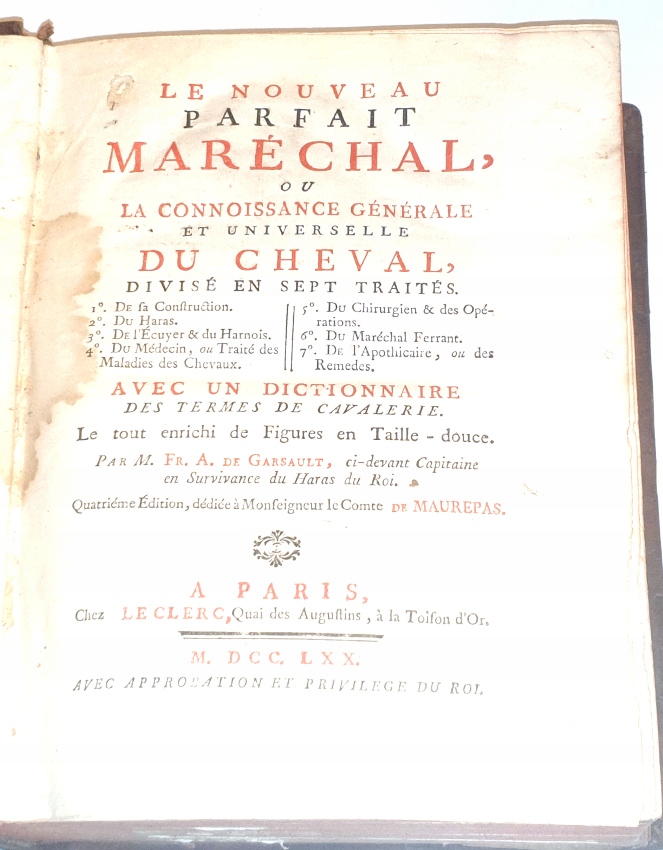 LE NOUVEAU
PARFAIT
MARÉCHAL,
OU
LA CONNOISSANCE GÉNÉRALE
ET UNIVERSELLE
DU CHEVAL,
DIVISÉ EN SEPT TRAITÉS.
1°. DE sa Construction.
2°. DU Haras.
3°. DE l'Écuyer & du Harnois.
4°. DU Médecin, ou Traité des
Maladies des Chevaux.
5°. DU Chirurgien & des Opé-
rations.
6°. DU Maréchal Ferrant.
7°. DE l'Apothicaire, ou des
Remedes.
AVEC UN DICTIONNAIRE
DES TERMES DE CAVALERIE.
Le tout enrichi de Figures en Taille-douce.
PAR M. FR. A. DE GARSAULT, ci-devant Capitaine
en Survivance du Haras du Roi.
Quatriéme Édition, dédiée à Monseigneur le Comte DE MAUREPAS.
A PARIS,
Chez LE CLERC, Quai des Augustins, à la Toison d'Or.
M. DCC. LXX.
AVEC APPROBATION ET PRIVILEGE DU ROI.